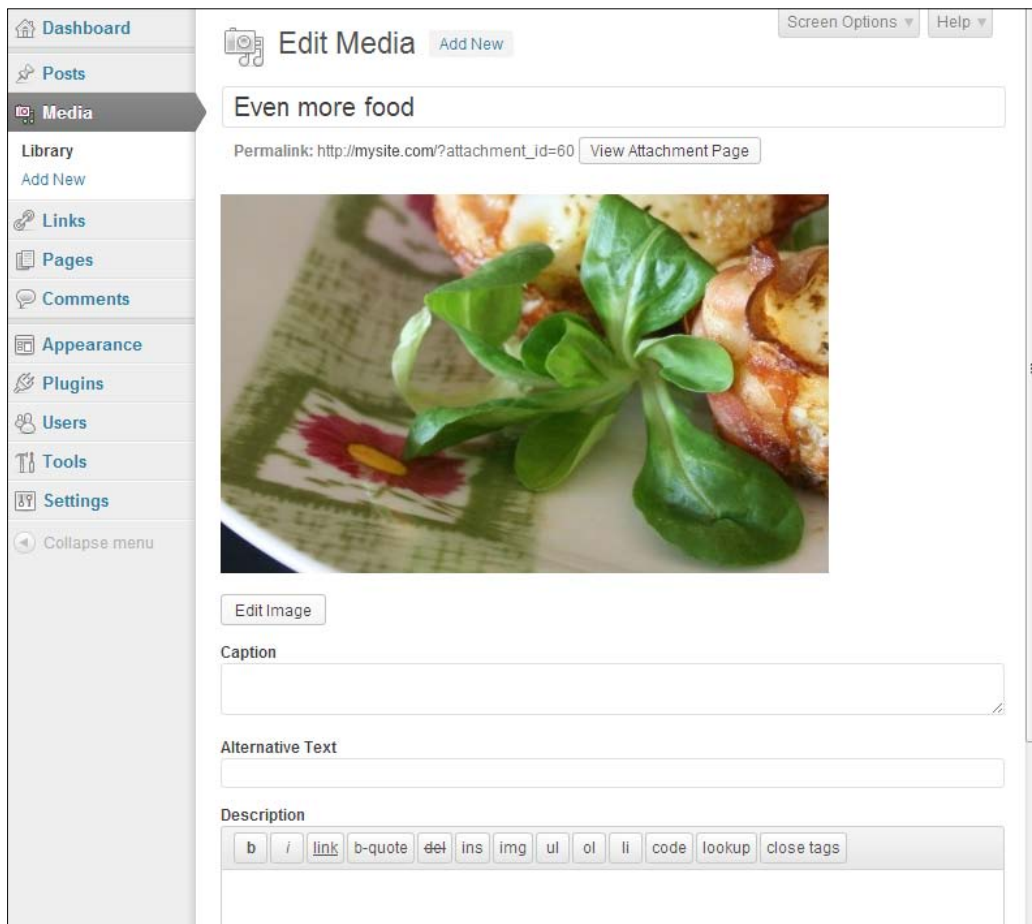 Dashboard
Posts
Media
Library
Add New
Links
Pages
Comments
Appearance
Plugins
Users
Tools
Settings
Collapse menu
Screen Options
Help
Edit Media
Add New
Even more food
Permalink: http://mysite.com/?attachment_id=60 View Attachment Page
Edit Image
Caption
Alternative Text
Description
b i link b-quote del ins img ul ol li code lookup close tags